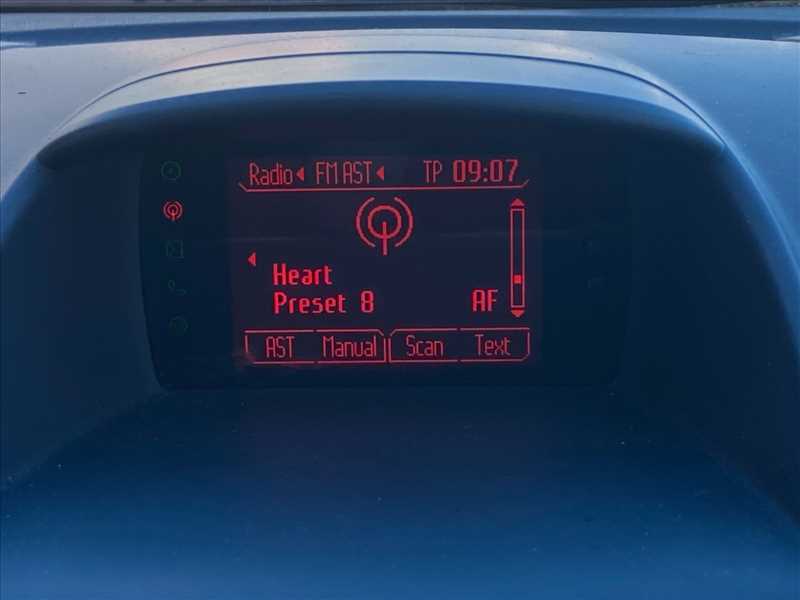 Radio FM AST TP 09:07
Heart
Preset 8 AF
AST Manual Scan Text